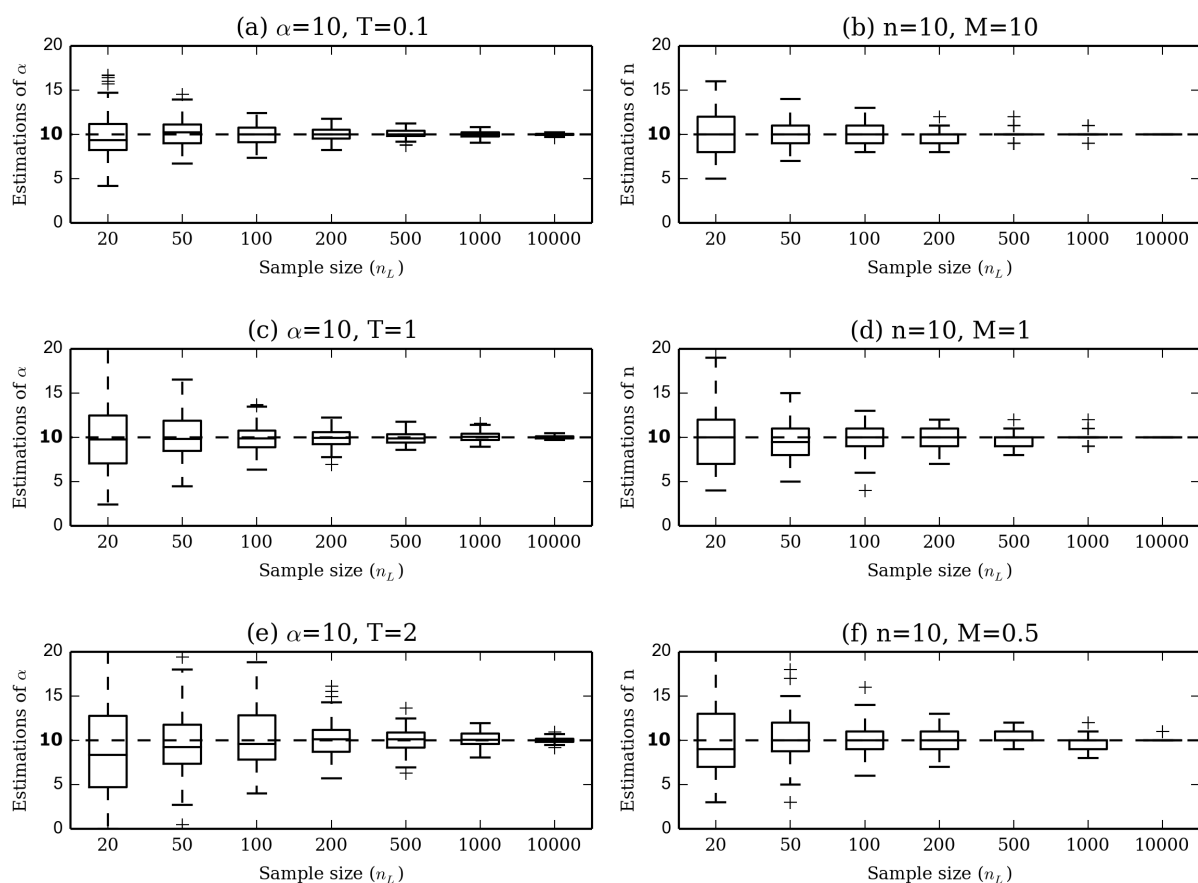 (a) α=10, T=0.1
Estimations of α
20
15
10
5
0
20 50 100 200 500 1000 10000
Sample size (n_L)
(b) n=10, M=10
Estimations of n
20
15
10
5
0
20 50 100 200 500 1000 10000
Sample size (n_L)
(c) α=10, T=1
Estimations of α
20
15
10
5
0
20 50 100 200 500 1000 10000
Sample size (n_L)
(d) n=10, M=1
Estimations of n
20
15
10
5
0
20 50 100 200 500 1000 10000
Sample size (n_L)
(e) α=10, T=2
Estimations of α
20
15
10
5
0
20 50 100 200 500 1000 10000
Sample size (n_L)
(f) n=10, M=0.5
Estimations of n
20
15
10
5
0
20 50 100 200 500 1000 10000
Sample size (n_L)